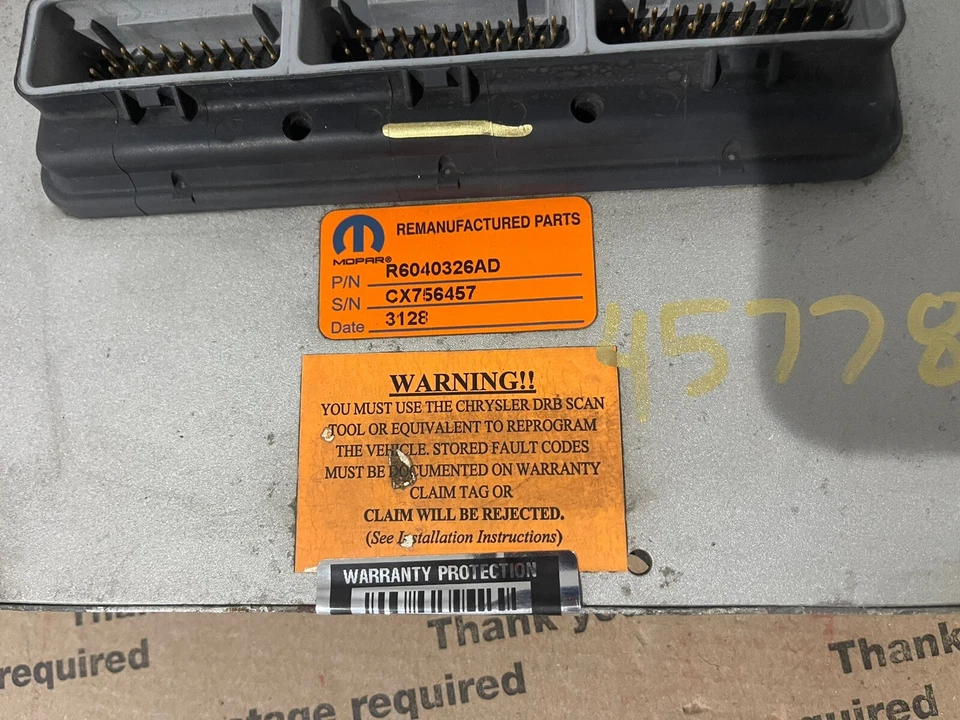 REMANUFACTURED PARTS
MOPAR®
P/N R6040326AD
S/N CX756457
Date 3128
45778
WARNING!!
YOU MUST USE THE CHRYSLER DRB SCAN
TOOL OR EQUIVALENT TO REPROGRAM
THE VEHICLE. STORED FAULT CODES
MUST BE DOCUMENTED ON WARRANTY
CLAIM TAG OR
CLAIM WILL BE REJECTED.
(See Installation Instructions)
WARRANTY PROTECTION
Thank
required
Thank
required